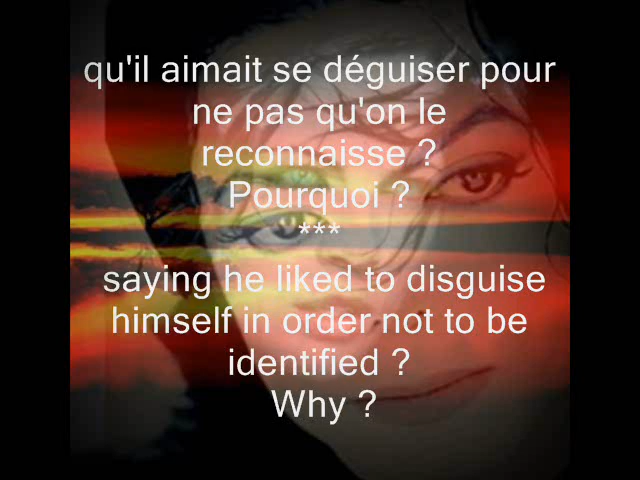 qu'il aimait se déguiser pour
ne pas qu'on le
reconnaisse ?
Pourquoi ?
***
saying he liked to disguise
himself in order not to be
identified ?
Why ?